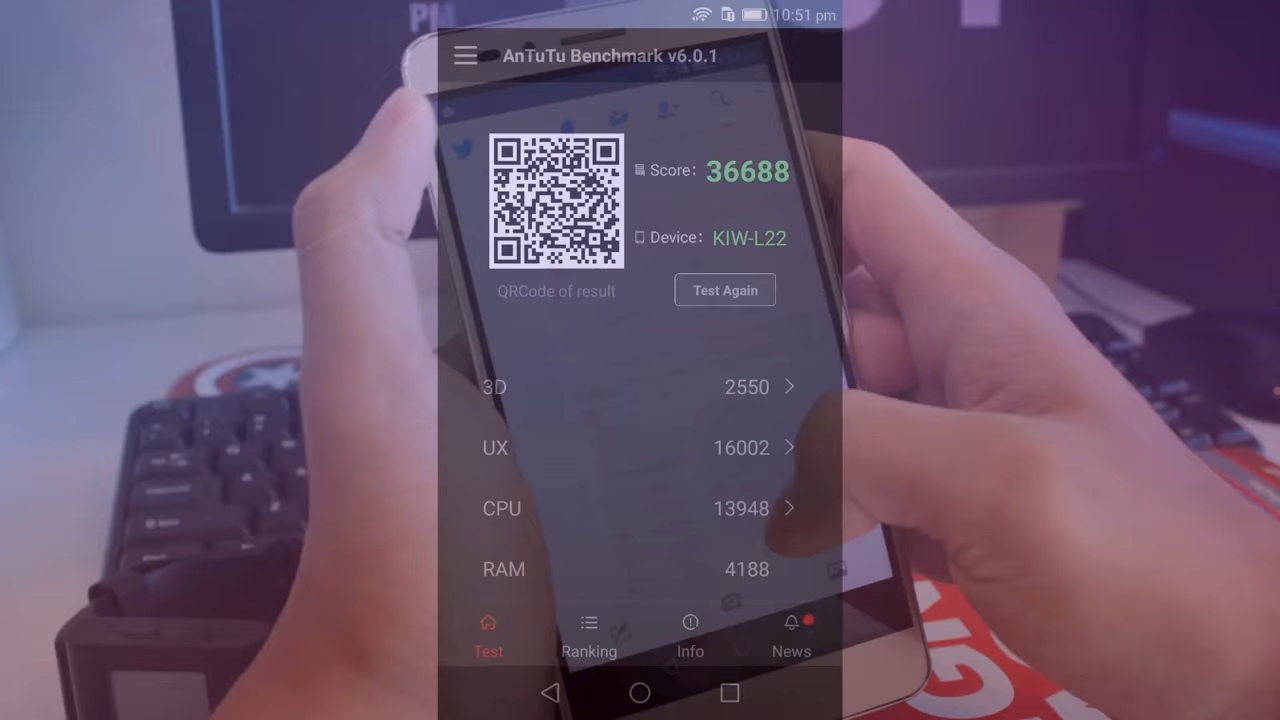 PM
10:51 pm
AnTuTu Benchmark v6.0.1
Score: 36688
Device: KIW-L22
QRCode of result
Test Again
3D 2550
UX 16002
CPU 13948
RAM 4188
Test
Ranking
Info
News